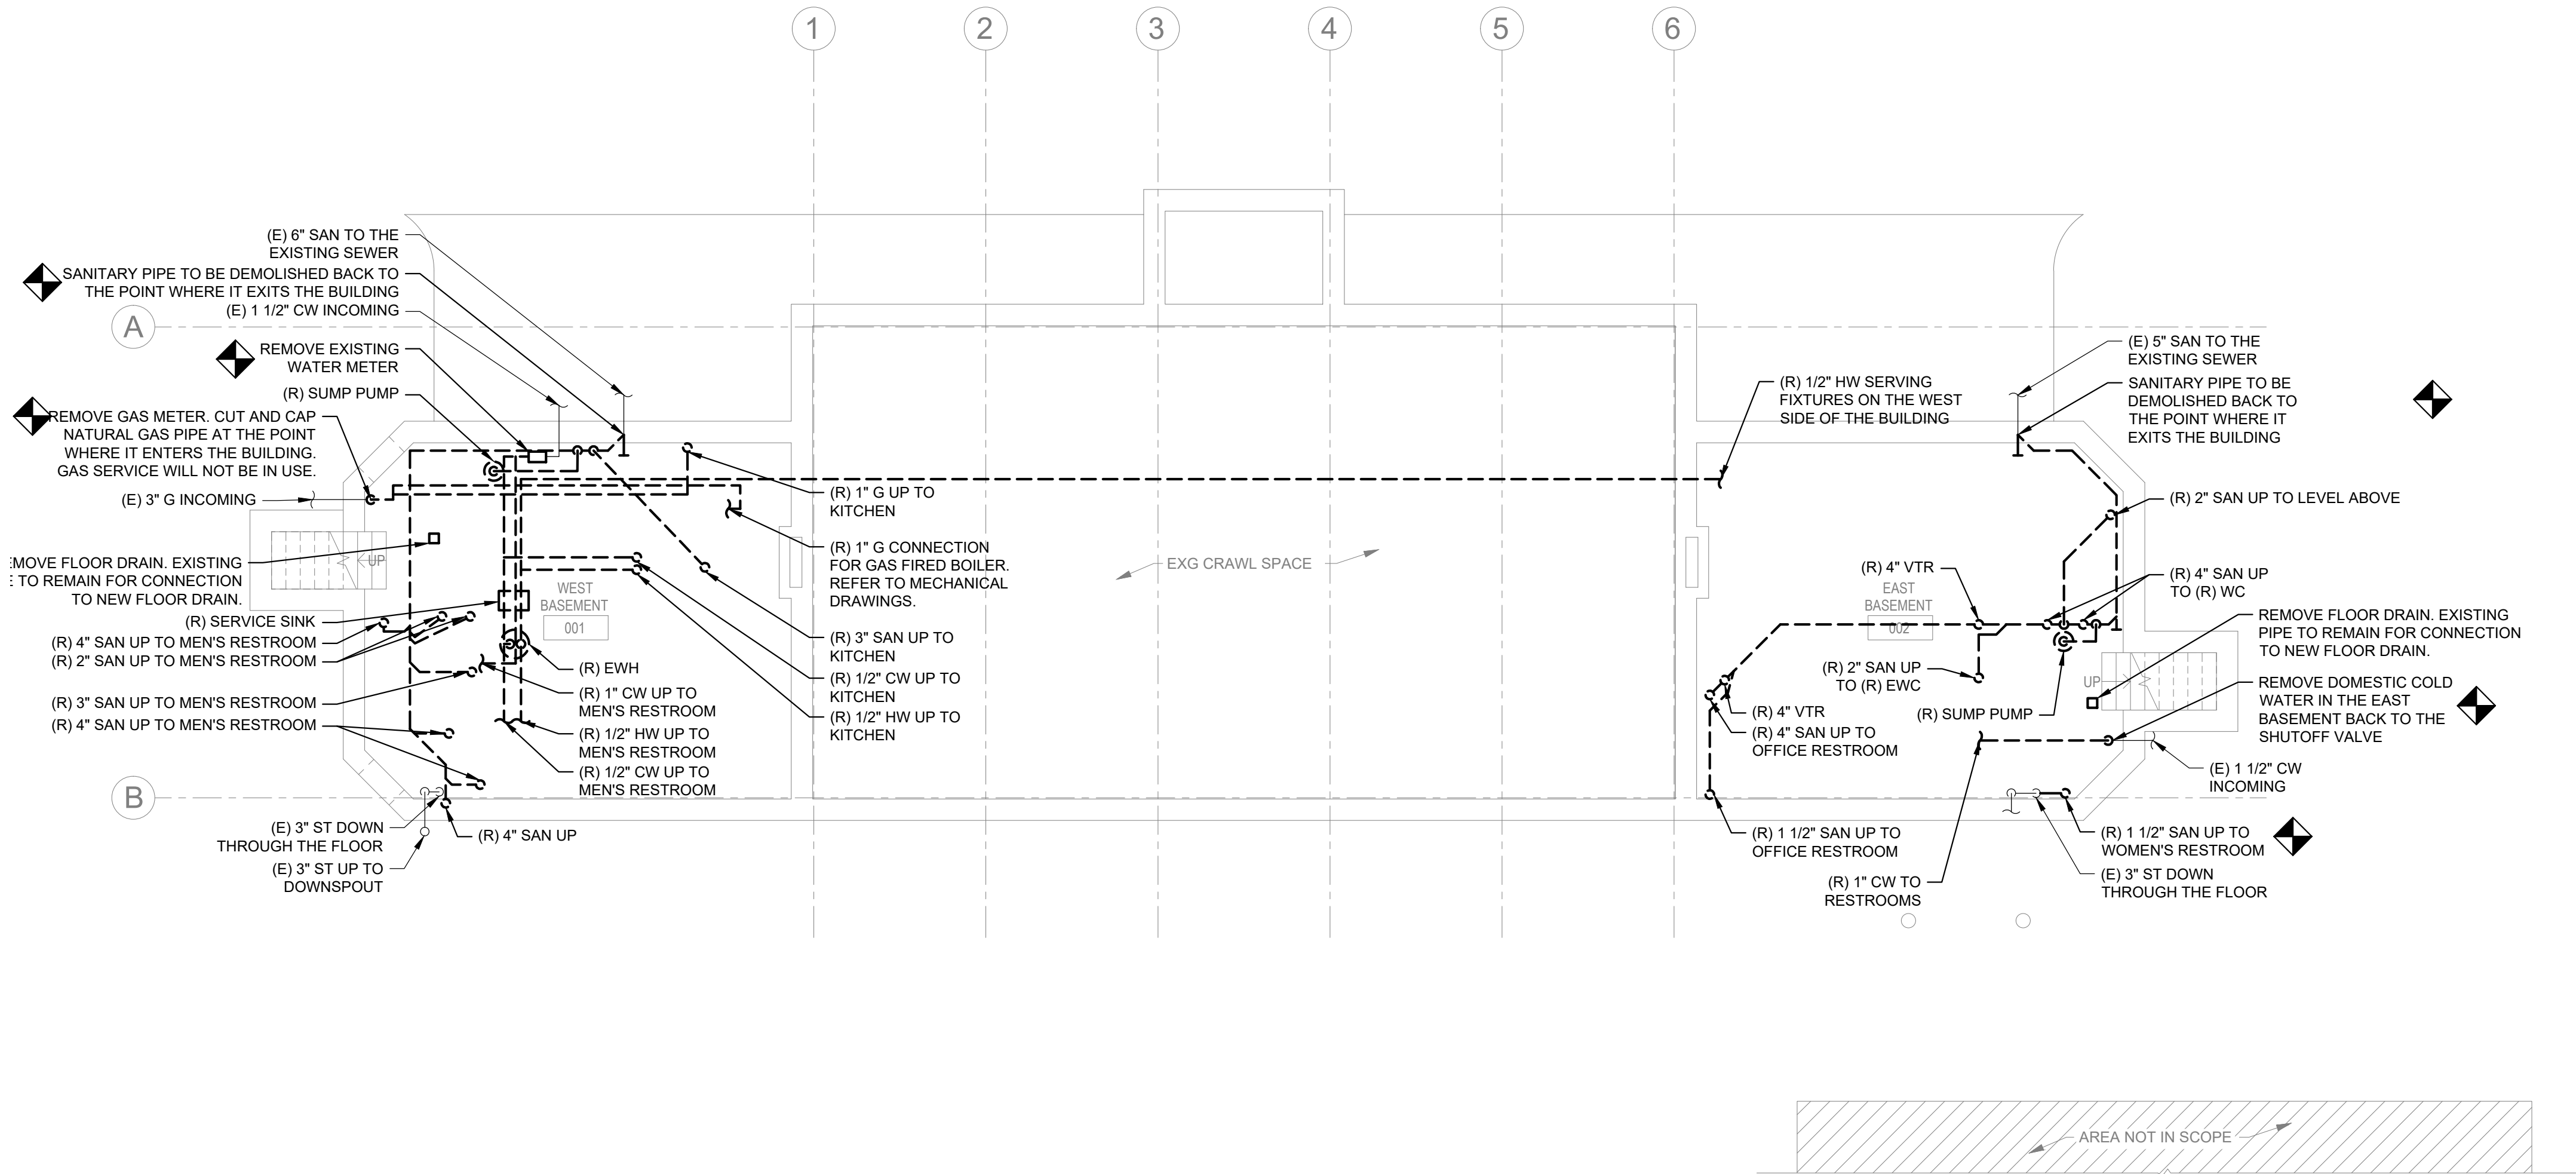 1
2
3
4
5
6
(E) 6" SAN TO THE
EXISTING SEWER
SANITARY PIPE TO BE DEMOLISHED BACK TO
THE POINT WHERE IT EXITS THE BUILDING
(E) 1 1/2" CW INCOMING
A
REMOVE EXISTING
WATER METER
(R) SUMP PUMP
REMOVE GAS METER. CUT AND CAP
NATURAL GAS PIPE AT THE POINT
WHERE IT ENTERS THE BUILDING.
GAS SERVICE WILL NOT BE IN USE.
(E) 3" G INCOMING
UP
EMOVE FLOOR DRAIN. EXISTING
E TO REMAIN FOR CONNECTION
TO NEW FLOOR DRAIN.
(R) SERVICE SINK
(R) 4" SAN UP TO MEN'S RESTROOM
(R) 2" SAN UP TO MEN'S RESTROOM
(R) 3" SAN UP TO MEN'S RESTROOM
(R) 4" SAN UP TO MEN'S RESTROOM
B
(E) 3" ST DOWN
THROUGH THE FLOOR
(E) 3" ST UP TO
DOWNSPOUT
(R) 4" SAN UP
WEST
BASEMENT
001
(R) EWH
(R) 1" CW UP TO
MEN'S RESTROOM
(R) 1/2" HW UP TO
MEN'S RESTROOM
(R) 1/2" CW UP TO
MEN'S RESTROOM
(R) 1" G UP TO
KITCHEN
(R) 1" G CONNECTION
FOR GAS FIRED BOILER.
REFER TO MECHANICAL
DRAWINGS.
(R) 3" SAN UP TO
KITCHEN
(R) 1/2" CW UP TO
KITCHEN
(R) 1/2" HW UP TO
KITCHEN
EXG CRAWL SPACE
(R) 1/2" HW SERVING
FIXTURES ON THE WEST
SIDE OF THE BUILDING
(R) 4" VTR
EAST
BASEMENT
002
(R) 2" SAN UP
TO (R) EWC
(R) 4" VTR
(R) 4" SAN UP TO
OFFICE RESTROOM
(R) SUMP PUMP
(R) 1 1/2" SAN UP TO
OFFICE RESTROOM
(R) 1" CW TO
RESTROOMS
(E) 5" SAN TO THE
EXISTING SEWER
SANITARY PIPE TO BE
DEMOLISHED BACK TO
THE POINT WHERE IT
EXITS THE BUILDING
(R) 2" SAN UP TO LEVEL ABOVE
(R) 4" SAN UP
TO (R) WC
REMOVE FLOOR DRAIN. EXISTING
PIPE TO REMAIN FOR CONNECTION
TO NEW FLOOR DRAIN.
UP
REMOVE DOMESTIC COLD
WATER IN THE EAST
BASEMENT BACK TO THE
SHUTOFF VALVE
(E) 1 1/2" CW
INCOMING
(R) 1 1/2" SAN UP TO
WOMEN'S RESTROOM
(E) 3" ST DOWN
THROUGH THE FLOOR
AREA NOT IN SCOPE